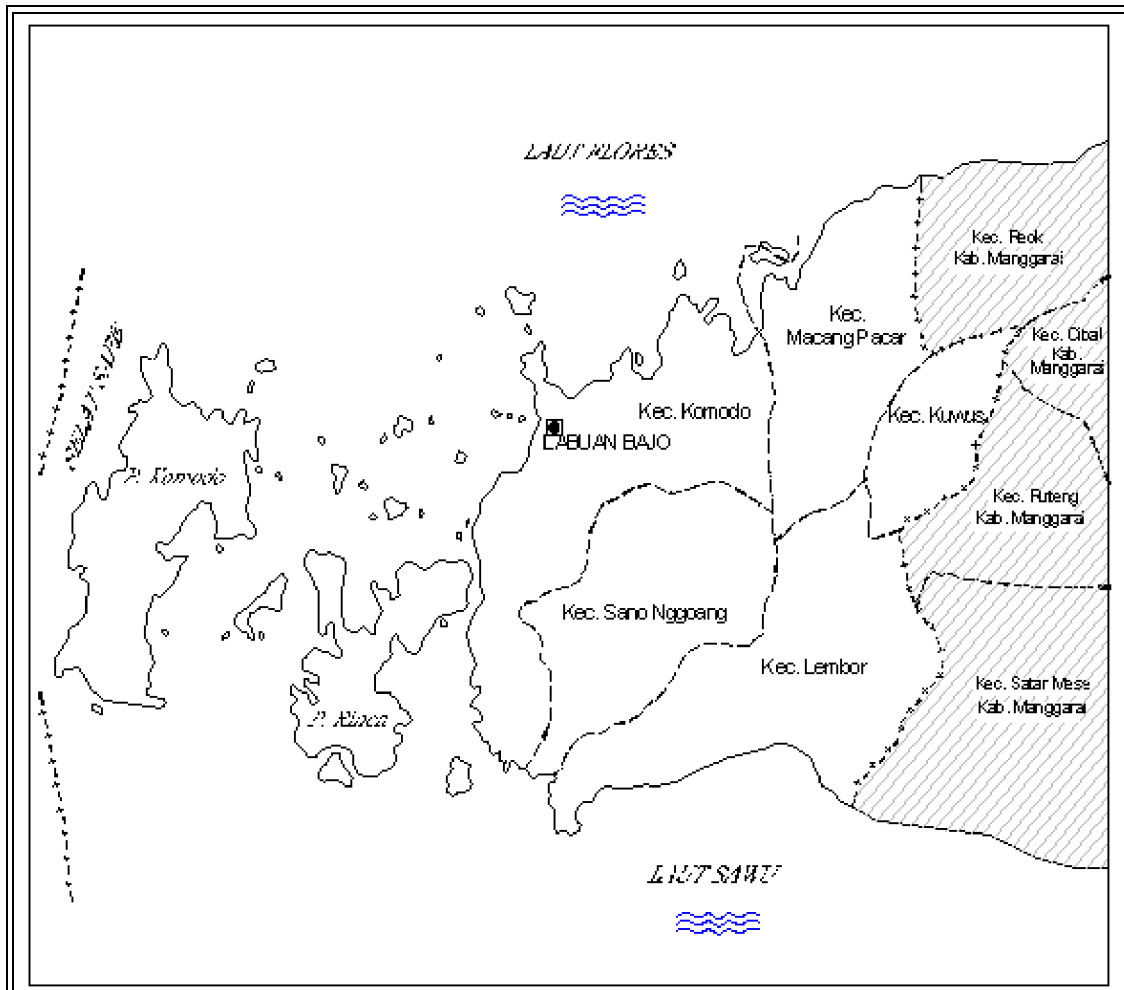 LAUT FLORES
Kec. Reok
Kab. Manggarai
Kec.
Macang Pacar
Kec. Cibal
Kab.
Manggarai
Kec. Komodo
Kec. Kuwus
LABUAN BAJO
P. Komodo
Kec. Ruteng
Kab. Manggarai
Kec. Sano Nggoang
Kec. Lembor
Kec. Satar Mese
Kab. Manggarai
P. Rinca
LAUT SAWU